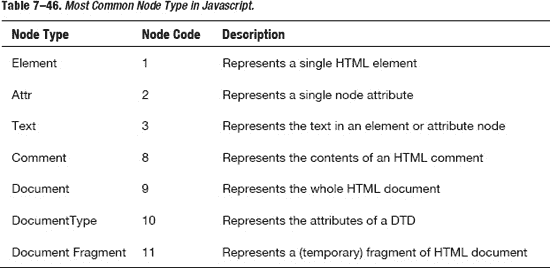 Table 7–46. Most Common Node Type in Javascript.
Node Type Node Code Description
Element 1 Represents a single HTML element
Attr 2 Represents a single node attribute
Text 3 Represents the text in an element or attribute node
Comment 8 Represents the contents of an HTML comment
Document 9 Represents the whole HTML document
DocumentType 10 Represents the attributes of a DTD
Document Fragment 11 Represents a (temporary) fragment of HTML document